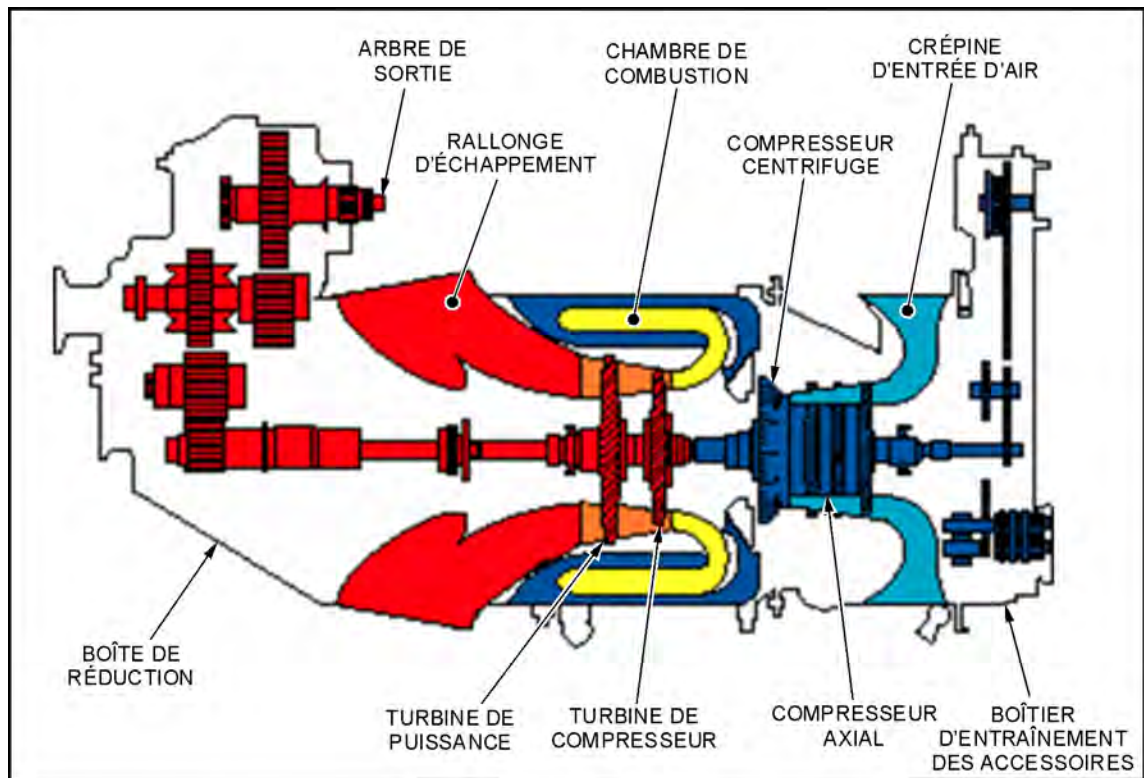 ARBRE DE
SORTIE
CHAMBRE DE
COMBUSTION
CRÉPINE
D'ENTRÉE D'AIR
RALLONGE
D'ÉCHAPPEMENT
COMPRESSEUR
CENTRIFUGE
BOÎTE DE
RÉDUCTION
TURBINE DE
PUISSANCE
TURBINE DE
COMPRESSEUR
COMPRESSEUR
AXIAL
BOÎTIER
D'ENTRAÎNEMENT
DES ACCESSOIRES